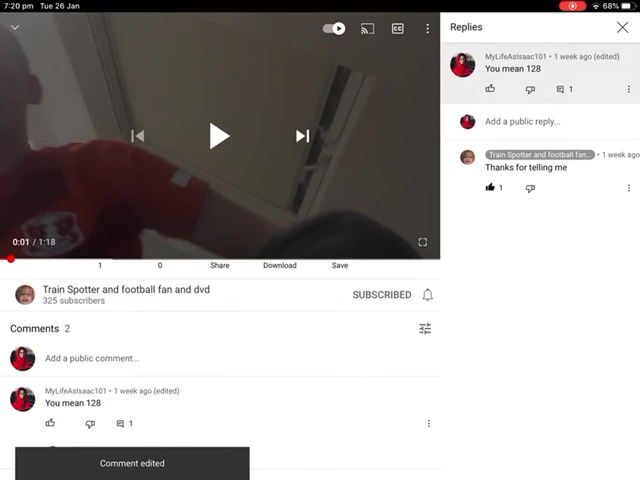 7:20 pm Tue 26 Jan
68%
CC
0:01 / 1:18
1
0
Share
Download
Save
Train Spotter and football fan and dvd
325 subscribers
SUBSCRIBED
Comments 2
Add a public comment...
MyLifeAsIsaac101 • 1 week ago (edited)
You mean 128
1
Comment edited
Replies
MyLifeAsIsaac101 • 1 week ago (edited)
You mean 128
1
Add a public reply...
Train Spotter and football fan... • 1 week ago
Thanks for telling me
1